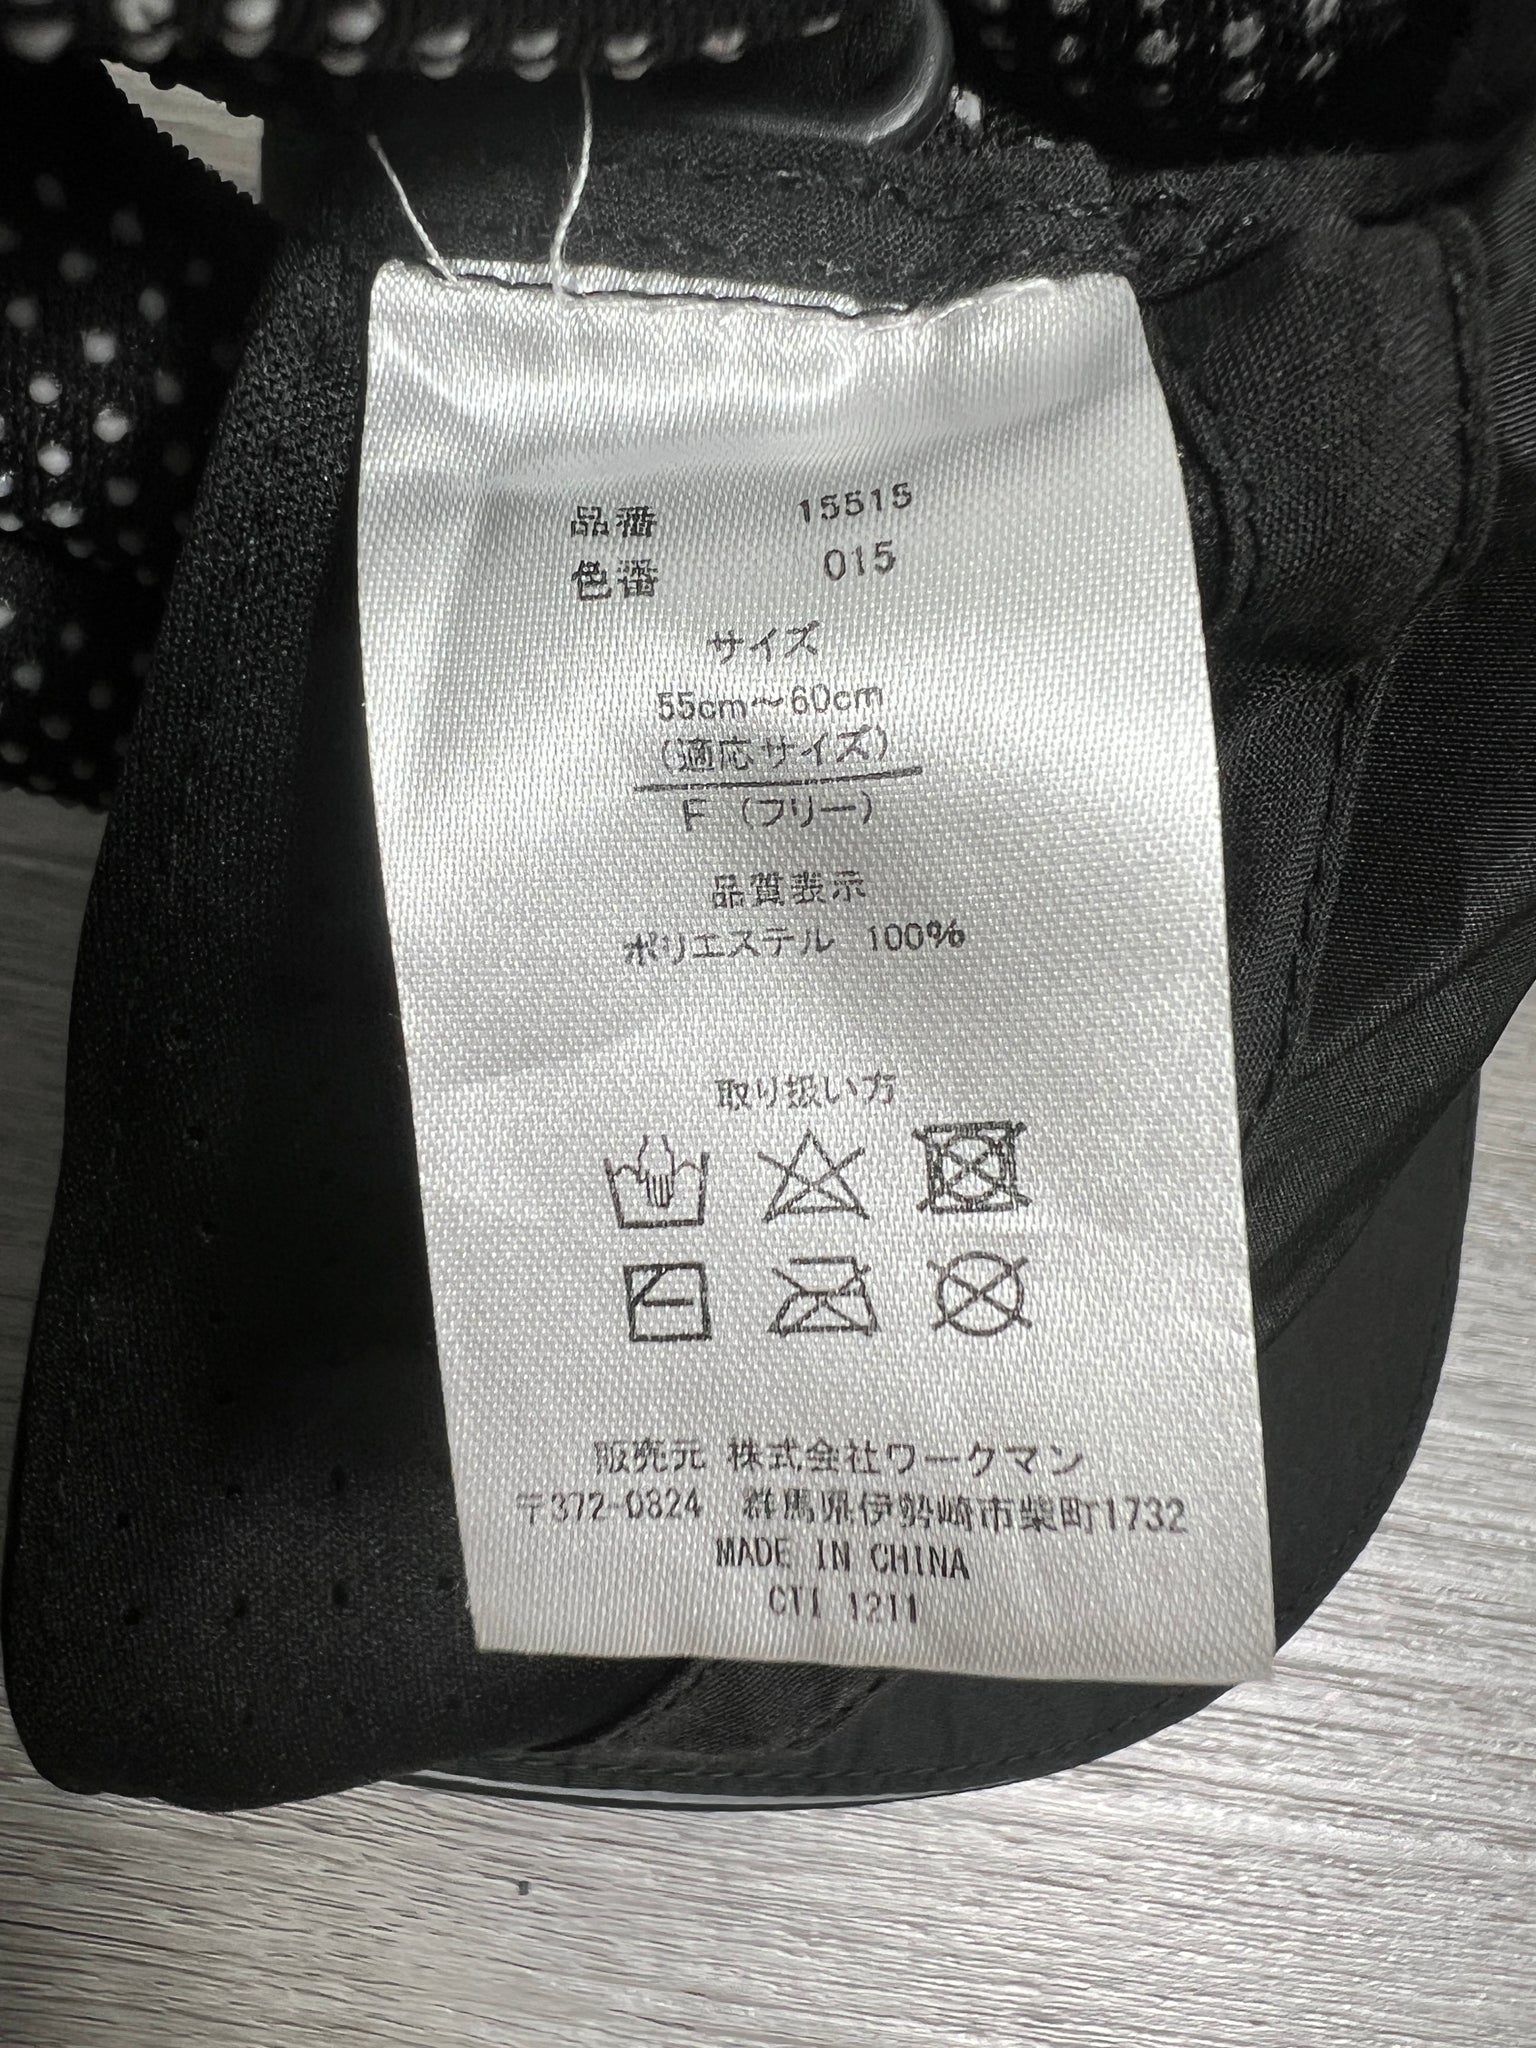 品番 15515
色番 015
サイズ
55cm～60cm
(適応サイズ)
F (フリー)
品質表示
ポリエステル 100%
取り扱い方
販売元 株式会社ワークマン
〒372-0824 群馬県伊勢崎市柴町1732
MADE IN CHINA
CTI 1211